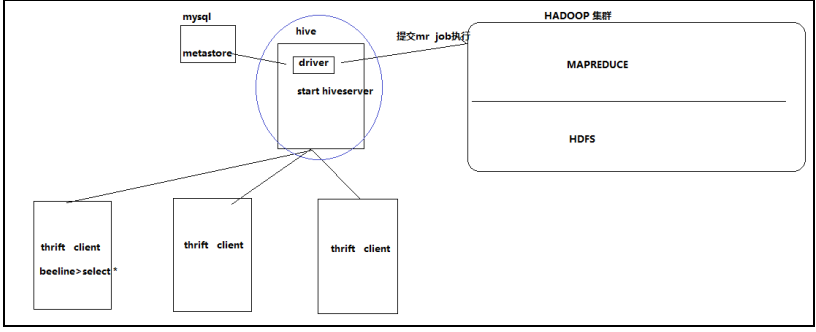 HADOOP 集群
mysql
hive
提交mr job执行
metastore
driver
MAPREDUCE
start hiveserver
HDFS
thrift client
beeline>select *
thrift client
thrift client